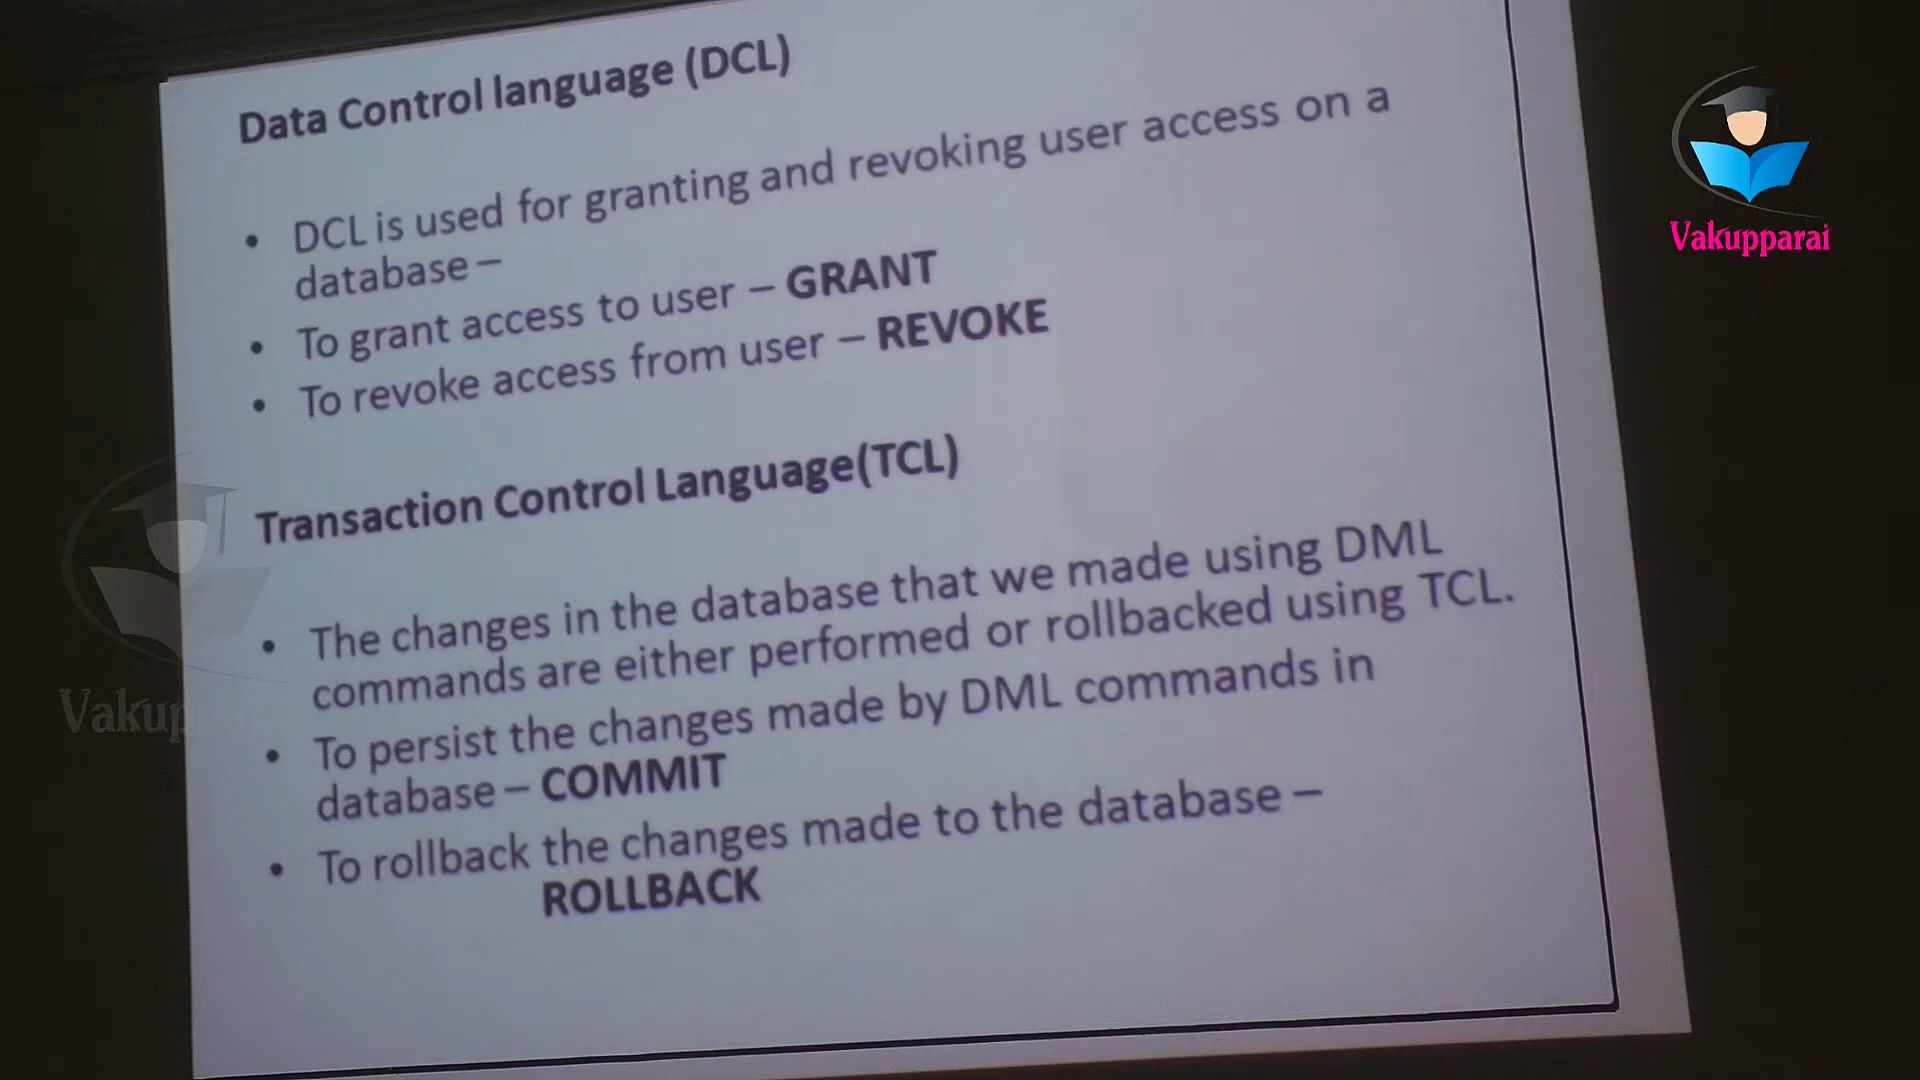 Data Control language (DCL)
• DCL is used for granting and revoking user access on a
database –
• To grant access to user – GRANT
• To revoke access from user – REVOKE
Transaction Control Language(TCL)
• The changes in the database that we made using DML
commands are either performed or rollbacked using TCL.
• To persist the changes made by DML commands in
database – COMMIT
• To rollback the changes made to the database –
ROLLBACK
Vakupparai